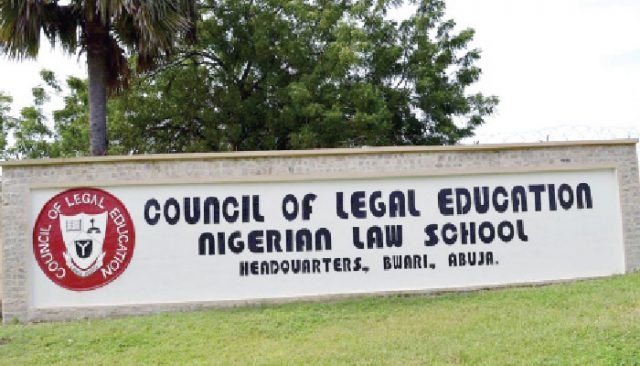 COUNCIL OF LEGAL EDUCATION
COUNCIL OF LEGAL EDUCATION
NIGERIAN LAW SCHOOL
HEADQUARTERS., BWARI., ABUJA.